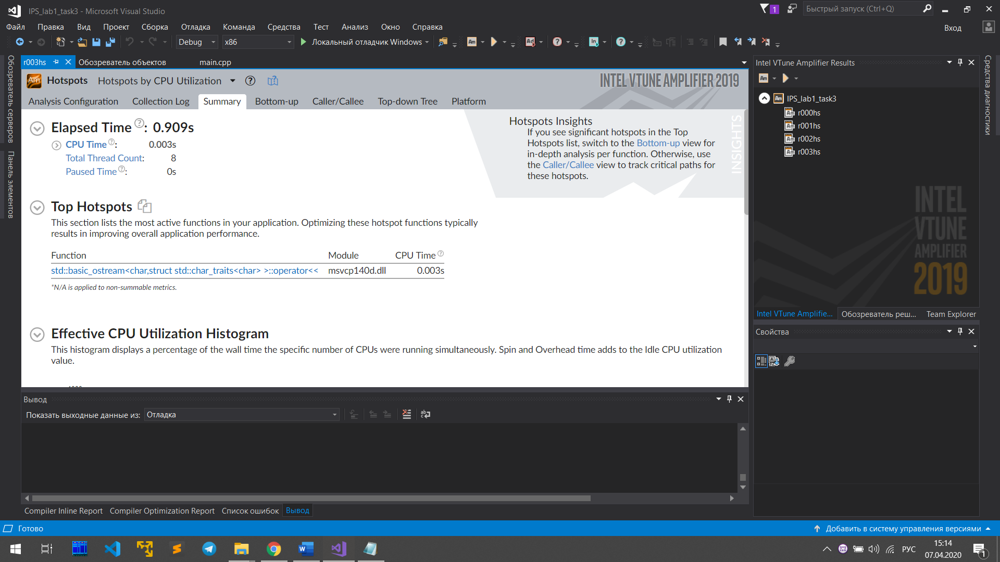 IPS_lab1_task3 - Microsoft Visual Studio
1
Быстрый запуск (Ctrl+Q)
Файл Правка Вид Проект Сборка Отладка Команда Средства Тест Анализ Окно Справка
Вход
Debug x86 Локальный отладчик Windows
r003hs Обозреватель объектов main.cpp
Обозреватель серверов
Панель элементов
Hotspots Hotspots by CPU Utilization
INTEL VTUNE AMPLIFIER 2019
Analysis Configuration Collection Log Summary Bottom-up Caller/Callee Top-down Tree Platform
Elapsed Time ?: 0.909s
CPU Time ?: 0.003s
Total Thread Count: 8
Paused Time ?: 0s
Hotspots Insights
If you see significant hotspots in the Top
Hotspots list, switch to the Bottom-up view for
in-depth analysis per function. Otherwise, use
the Caller/Callee view to track critical paths for
these hotspots.
INSIGHTS
Top Hotspots
This section lists the most active functions in your application. Optimizing these hotspot functions typically
results in improving overall application performance.
Function Module CPU Time ?
std::basic_ostream<char,struct std::char_traits<char> >::operator<< msvcp140d.dll 0.003s
*N/A is applied to non-summable metrics.
Effective CPU Utilization Histogram
This histogram displays a percentage of the wall time the specific number of CPUs were running simultaneously. Spin and Overhead time adds to the Idle CPU utilization
value.
Вывод
Показать выходные данные из: Отладка
Compiler Inline Report Compiler Optimization Report Список ошибок Вывод
Intel VTune Amplifier Results
Am
Am IPS_lab1_task3
r000hs
r001hs
r002hs
r003hs
INTEL
VTUNE
AMPLIFIER
2019
Intel VTune Amplifie... Обозреватель реш... Team Explorer
Свойства
Средства диагностики
Готово
Добавить в систему управления версиями
РУС
15:14
07.04.2020
1